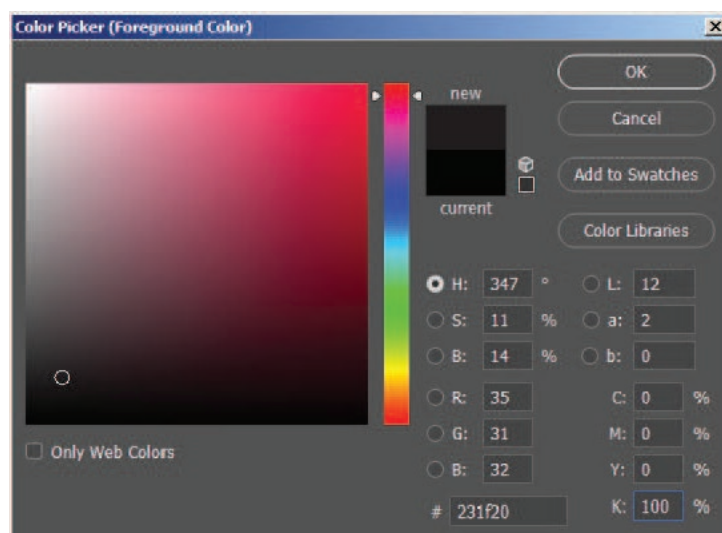 Color Picker (Foreground Color)
new
current
OK
Cancel
Add to Swatches
Color Libraries
H: 347 °
S: 11 %
B: 14 %
R: 35
G: 31
B: 32
# 231f20
L: 12
a: 2
b: 0
C: 0 %
M: 0 %
Y: 0 %
K: 100 %
Only Web Colors